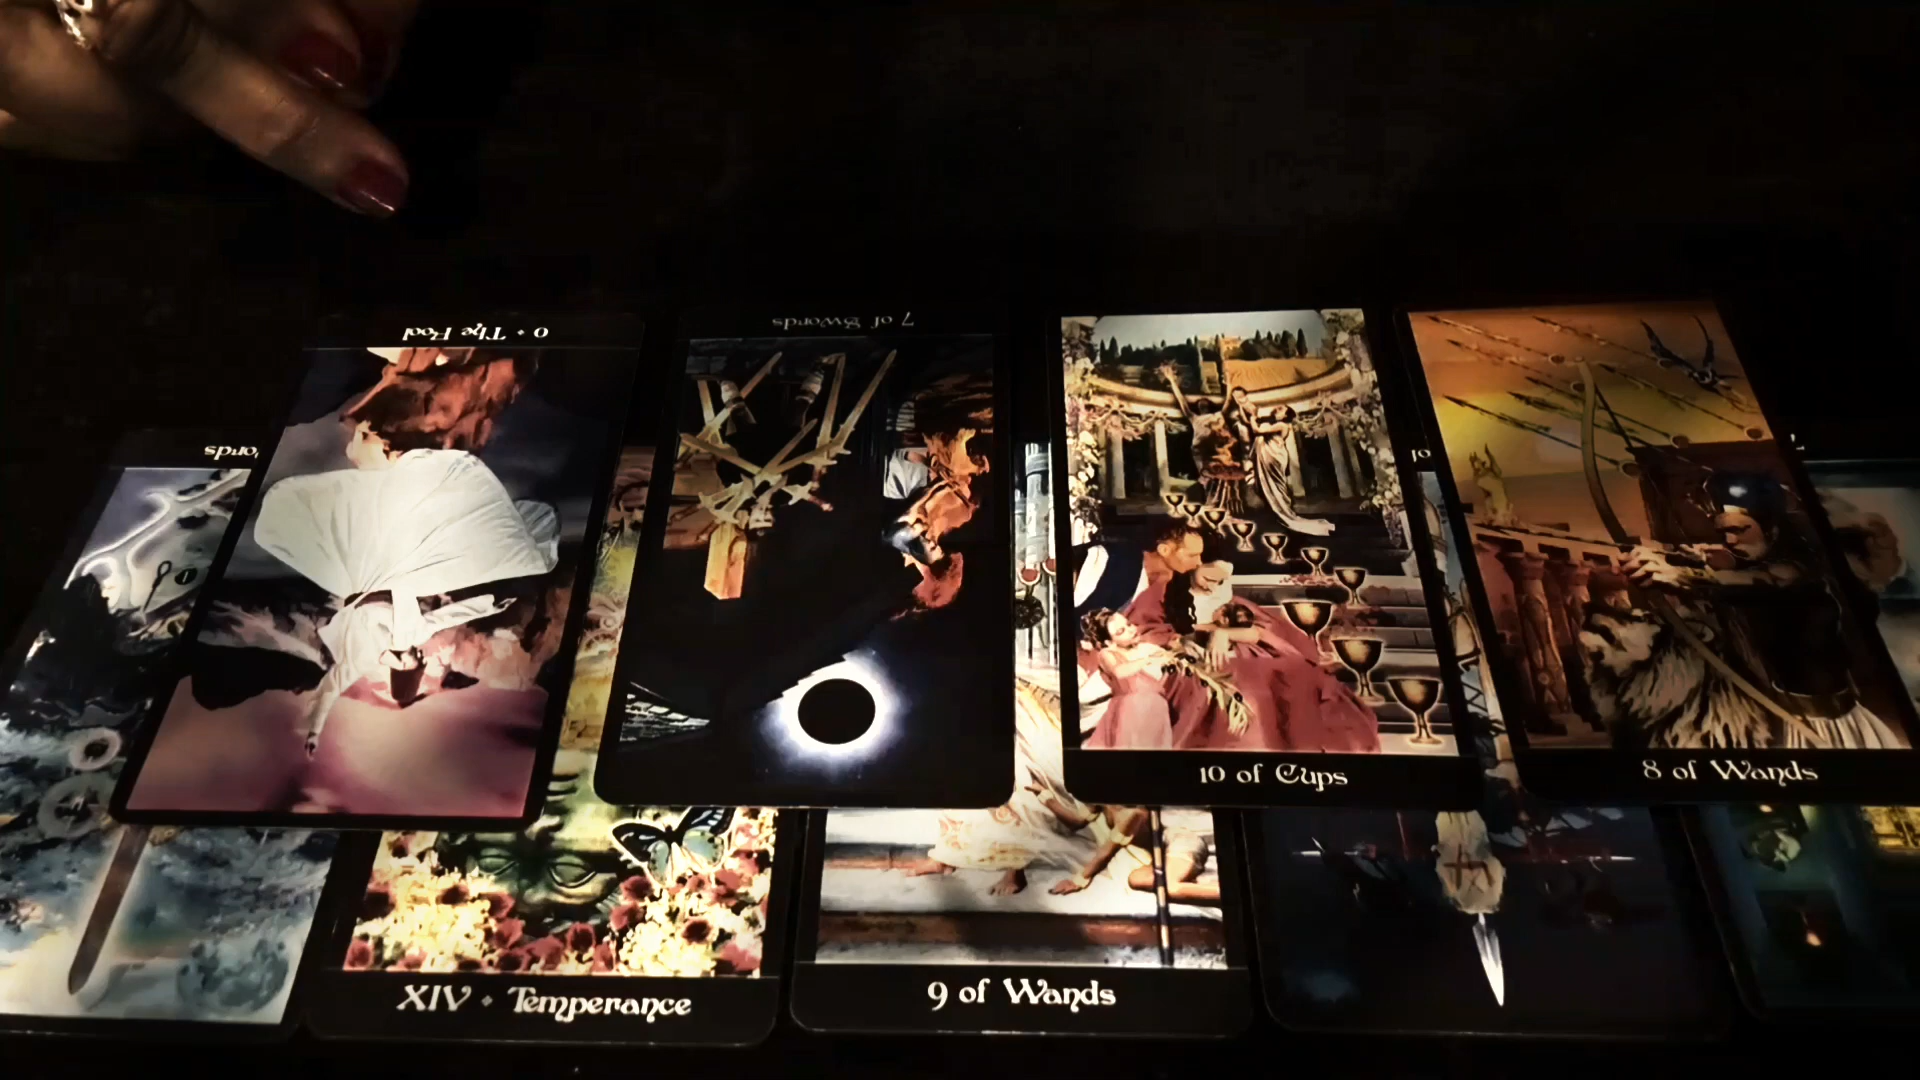 0 • The Fool
7 of Swords
10 of Cups
8 of Wands
XIV • Temperance
9 of Wands